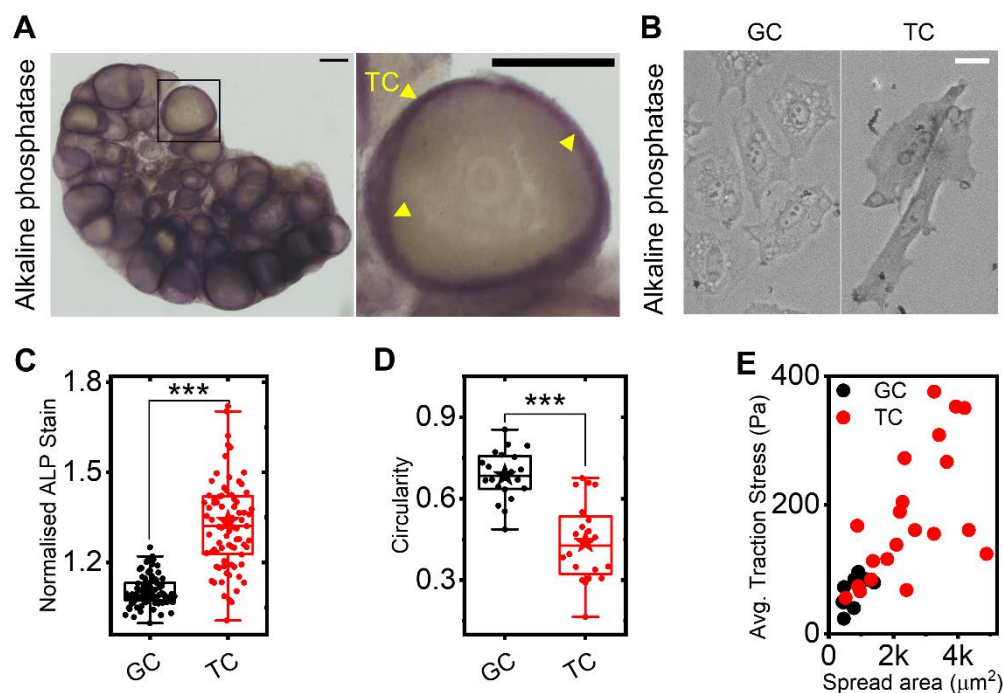 A
Alkaline phosphatase
TC
B
GC TC
Alkaline phosphatase
C
Normalised ALP Stain
1.8
1.5
1.2
***
GC TC
D
Circularity
0.9
0.6
0.3
***
GC TC
E
Avg. Traction Stress (Pa)
400
200
0
GC
TC
0 2k 4k
Spread area (μm²)